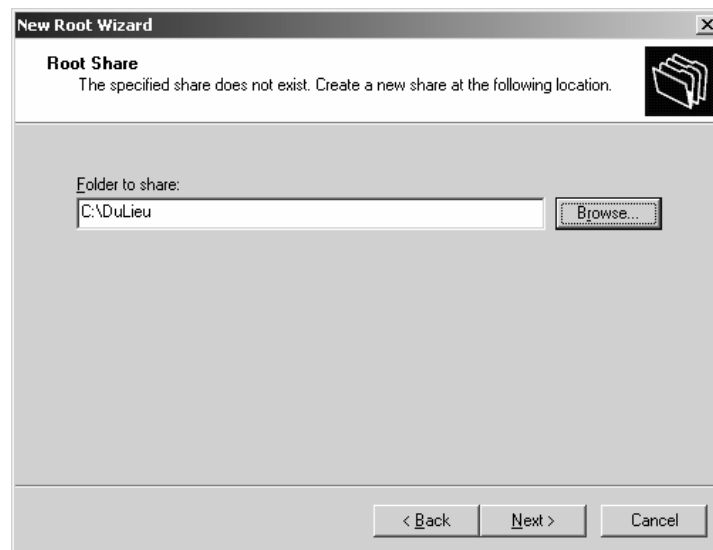 New Root Wizard
Root Share
The specified share does not exist. Create a new share at the following location.
Folder to share:
C:\DuLieu
Browse...
< Back
Next >
Cancel